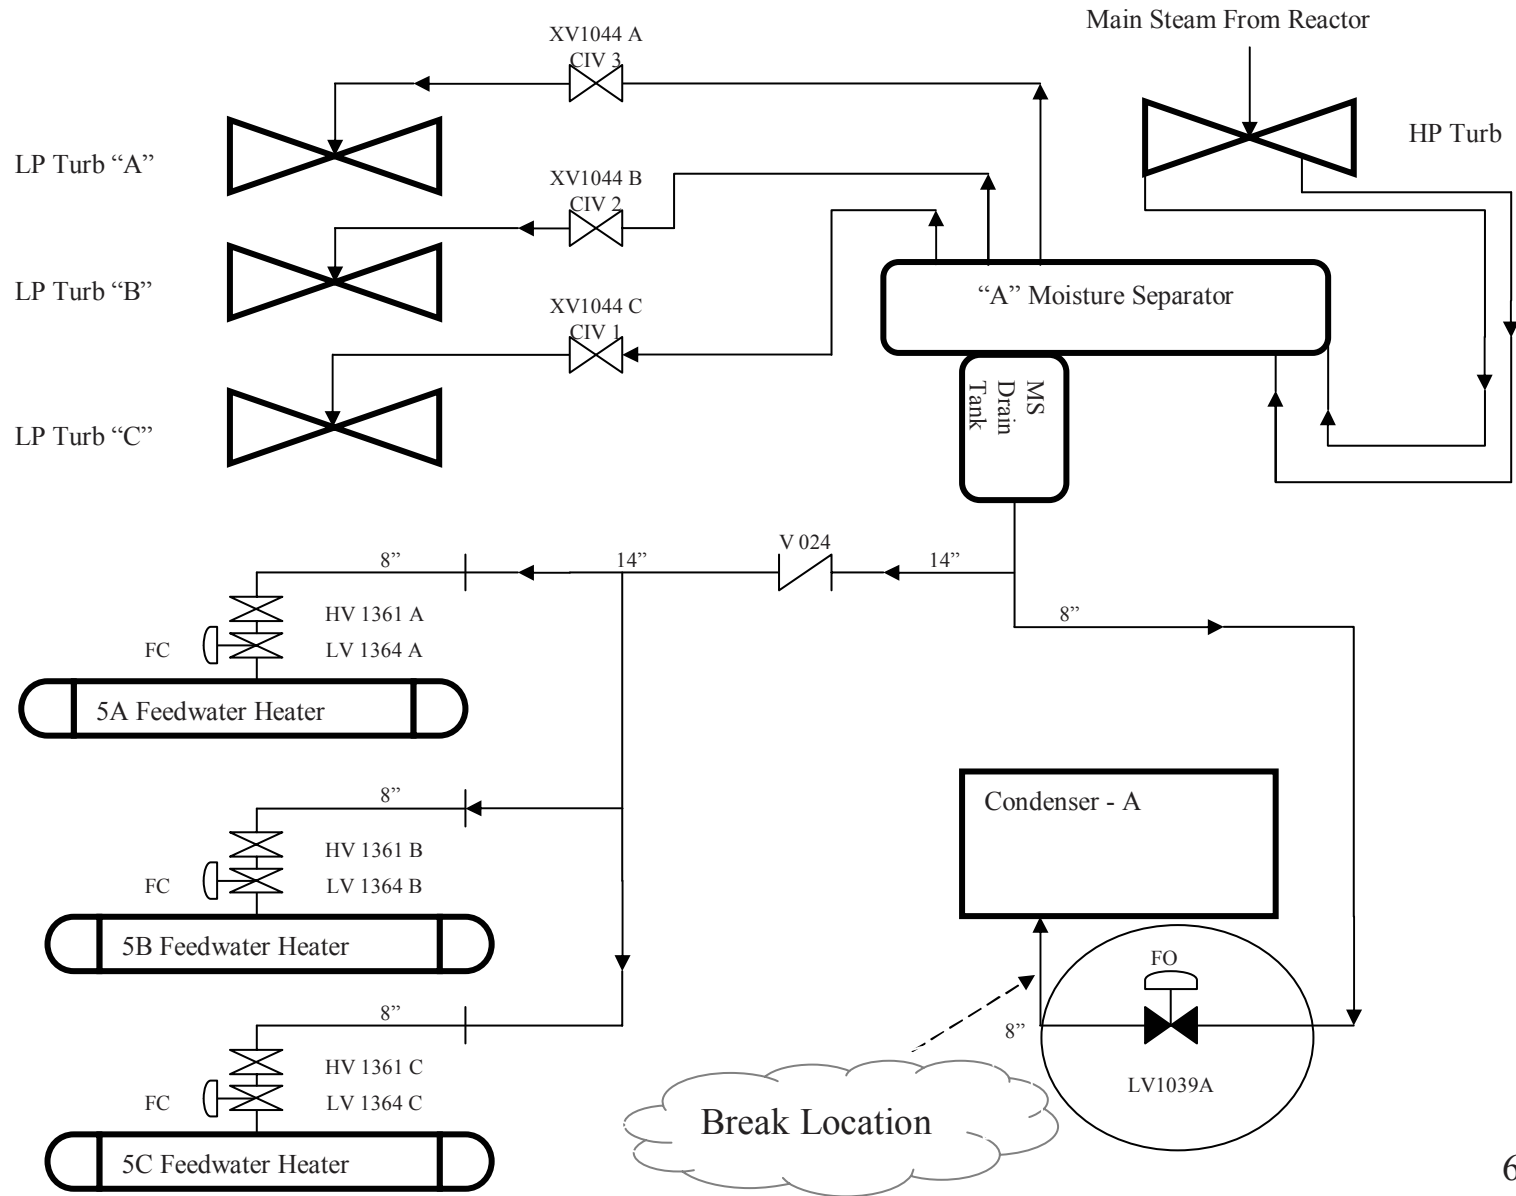 Main Steam From Reactor
XV1044 A
CIV 3
HP Turb
LP Turb “A”
XV1044 B
CIV 2
LP Turb “B”
“A” Moisture Separator
XV1044 C
CIV 1
MS
Drain
Tank
LP Turb “C”
V 024
8”
14”
14”
HV 1361 A
8”
FC
LV 1364 A
5A Feedwater Heater
8”
Condenser - A
HV 1361 B
FC
LV 1364 B
5B Feedwater Heater
FO
8”
8”
HV 1361 C
LV1039A
FC
LV 1364 C
Break Location
5C Feedwater Heater
6